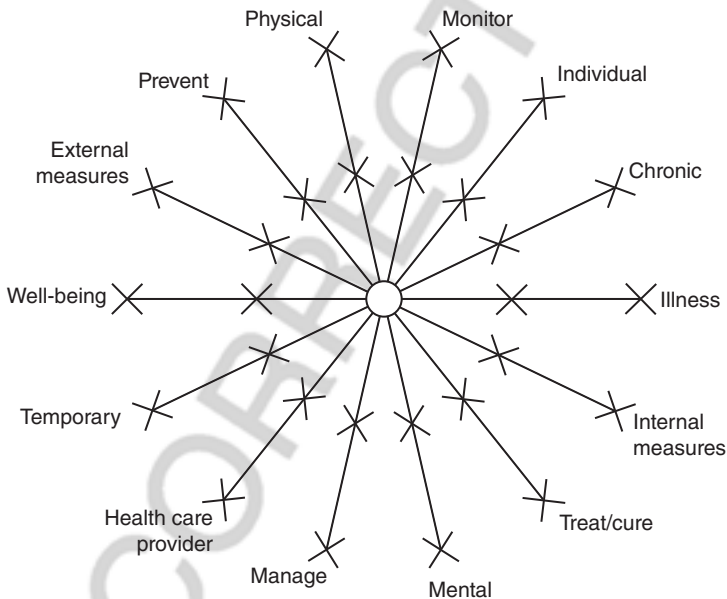 Physical
Monitor
Prevent
Individual
External
measures
Chronic
Well-being
Illness
Temporary
Internal
measures
Health care
provider
Treat/cure
Manage
Mental
CORRECT